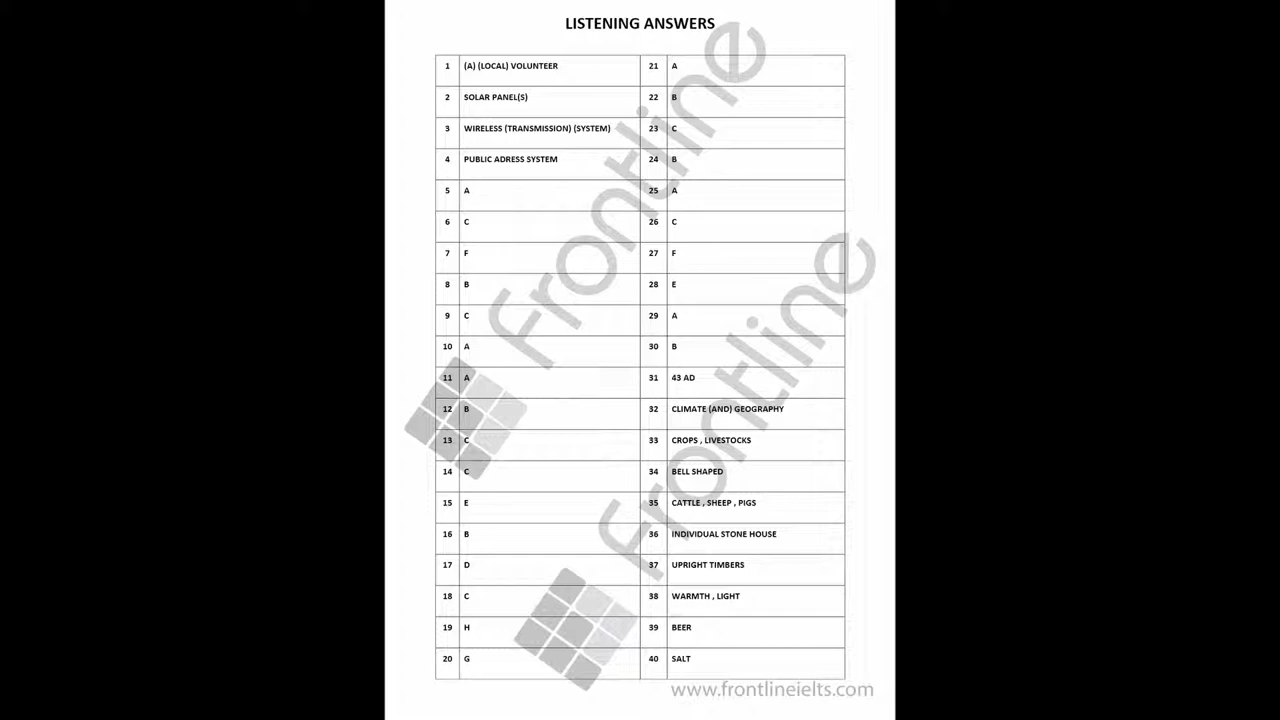 LISTENING ANSWERS
1 (A) (LOCAL) VOLUNTEER 21 A
2 SOLAR PANEL(S) 22 B
3 WIRELESS (TRANSMISSION) (SYSTEM) 23 C
4 PUBLIC ADRESS SYSTEM 24 B
5 A 25 A
6 C 26 C
7 F 27 F
8 B 28 E
9 C 29 A
10 A 30 B
11 A 31 43 AD
12 B 32 CLIMATE (AND) GEOGRAPHY
13 C 33 CROPS , LIVESTOCKS
14 C 34 BELL SHAPED
15 E 35 CATTLE , SHEEP , PIGS
16 B 36 INDIVIDUAL STONE HOUSE
17 D 37 UPRIGHT TIMBERS
18 C 38 WARMTH , LIGHT
19 H 39 BEER
20 G 40 SALT
Frontline
Frontline
www.frontlineielts.com